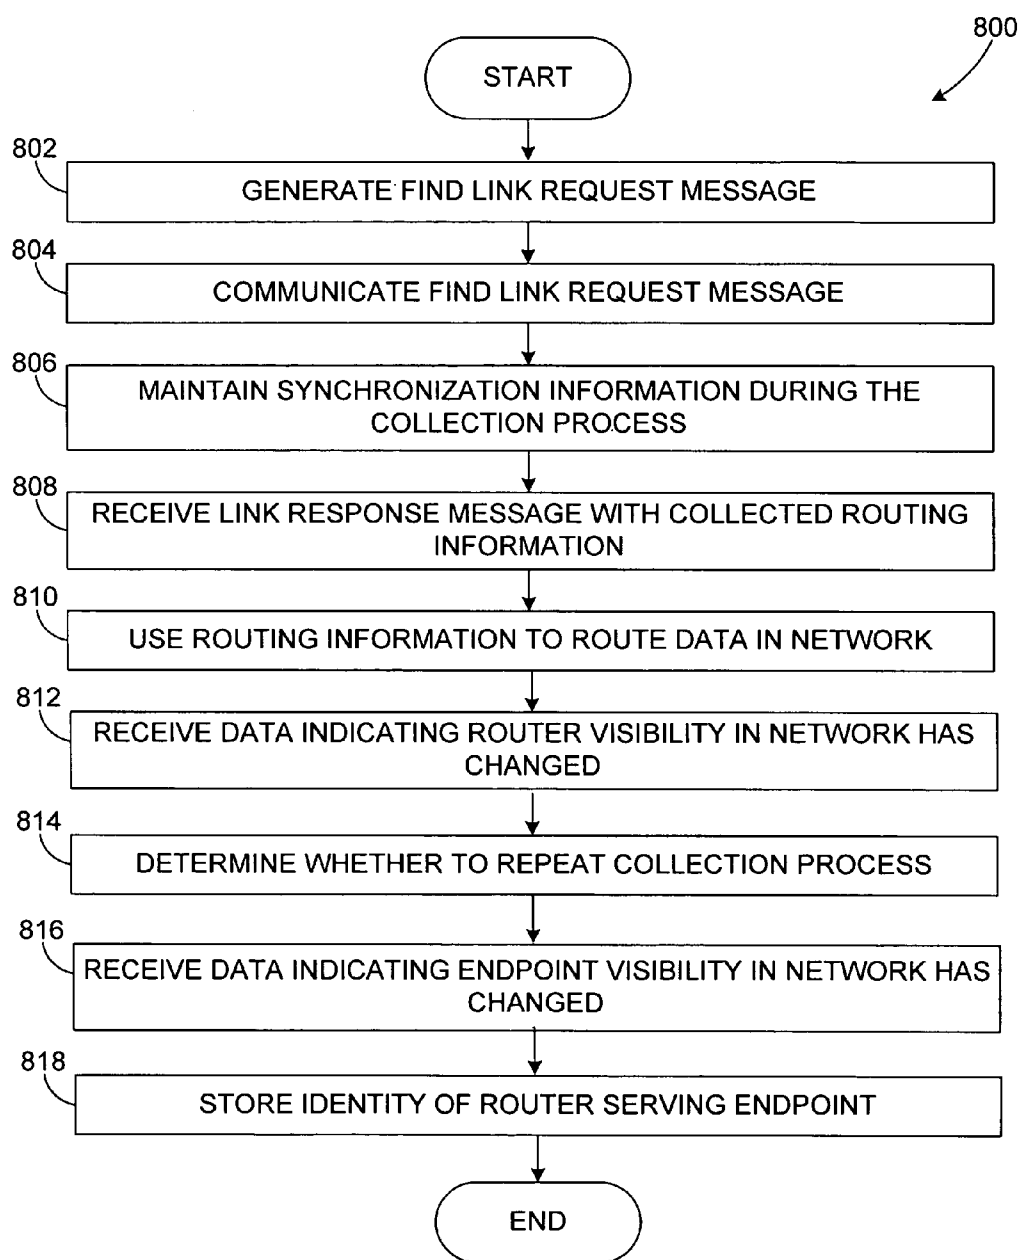 800
START
802
GENERATE FIND LINK REQUEST MESSAGE
804
COMMUNICATE FIND LINK REQUEST MESSAGE
806
MAINTAIN SYNCHRONIZATION INFORMATION DURING THE
COLLECTION PROCESS
808
RECEIVE LINK RESPONSE MESSAGE WITH COLLECTED ROUTING
INFORMATION
810
USE ROUTING INFORMATION TO ROUTE DATA IN NETWORK
812
RECEIVE DATA INDICATING ROUTER VISIBILITY IN NETWORK HAS
CHANGED
814
DETERMINE WHETHER TO REPEAT COLLECTION PROCESS
816
RECEIVE DATA INDICATING ENDPOINT VISIBILITY IN NETWORK HAS
CHANGED
818
STORE IDENTITY OF ROUTER SERVING ENDPOINT
END